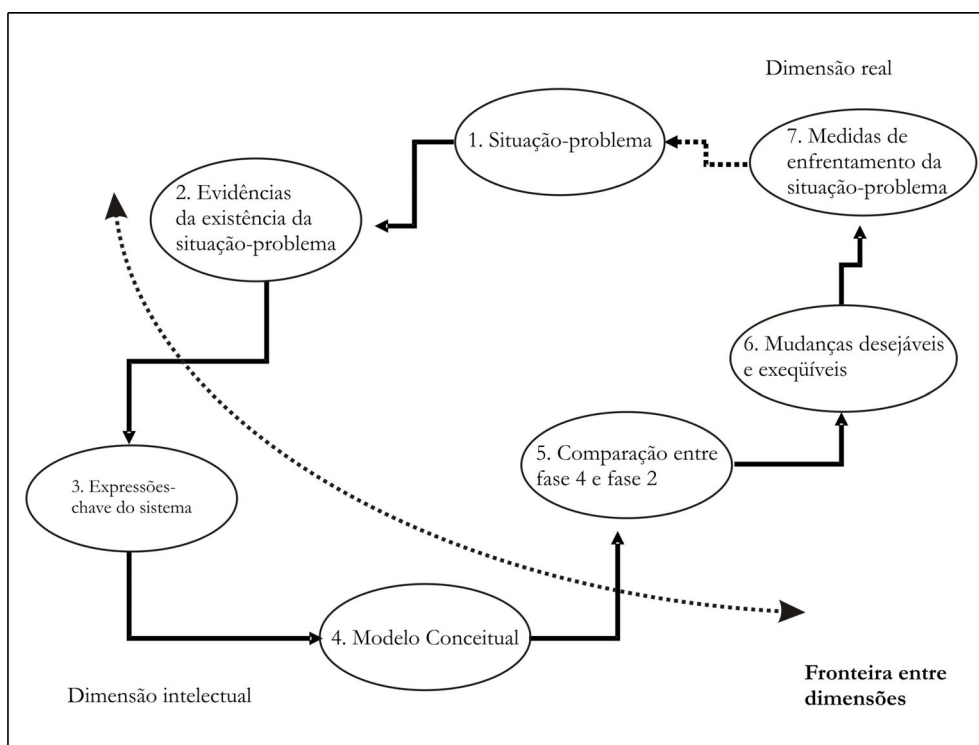 Dimensão real
1. Situação-problema
7. Medidas de
enfrentamento da
situação-problema
2. Evidências
da existência da
situação-problema
6. Mudanças desejáveis
e exeqüíveis
5. Comparação entre
fase 4 e fase 2
3. Expressões-
chave do sistema
4. Modelo Conceitual
Dimensão intelectual
Fronteira entre
dimensões